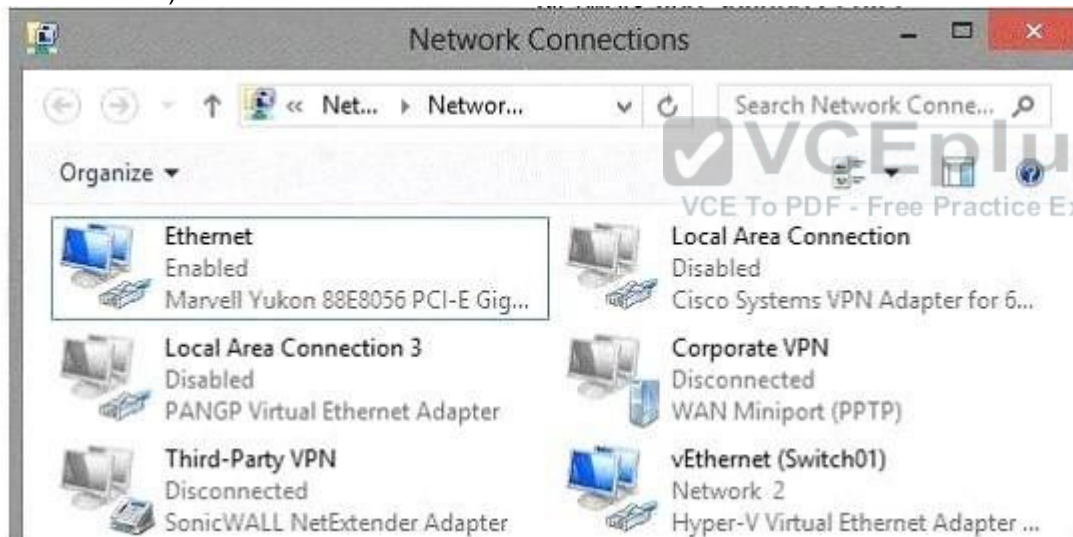 Network Connections
« Net... ▸ Networ...
Search Network Conne...
VCEplu
Organize ▾
VCE To PDF - Free Practice Ex
Ethernet
Enabled
Marvell Yukon 88E8056 PCI-E Gig...
Local Area Connection
Disabled
Cisco Systems VPN Adapter for 6...
Local Area Connection 3
Disabled
PANGP Virtual Ethernet Adapter
Corporate VPN
Disconnected
WAN Miniport (PPTP)
Third-Party VPN
Disconnected
SonicWALL NetExtender Adapter
vEthernet (Switch01)
Network 2
Hyper-V Virtual Ethernet Adapter ...